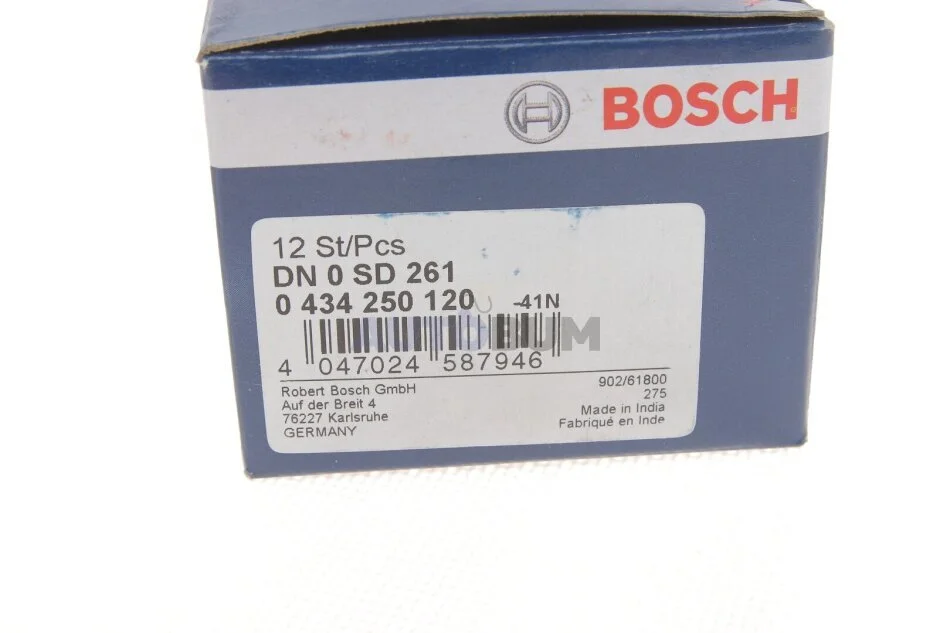 BOSCH
12 St/Pcs
DN 0 SD 261
0 434 250 120 -41N
AUTOBUM
4 047024 587946
Robert Bosch GmbH
Auf der Breit 4
76227 Karlsruhe
GERMANY
902/61800
275
Made in India
Fabriqué en Inde